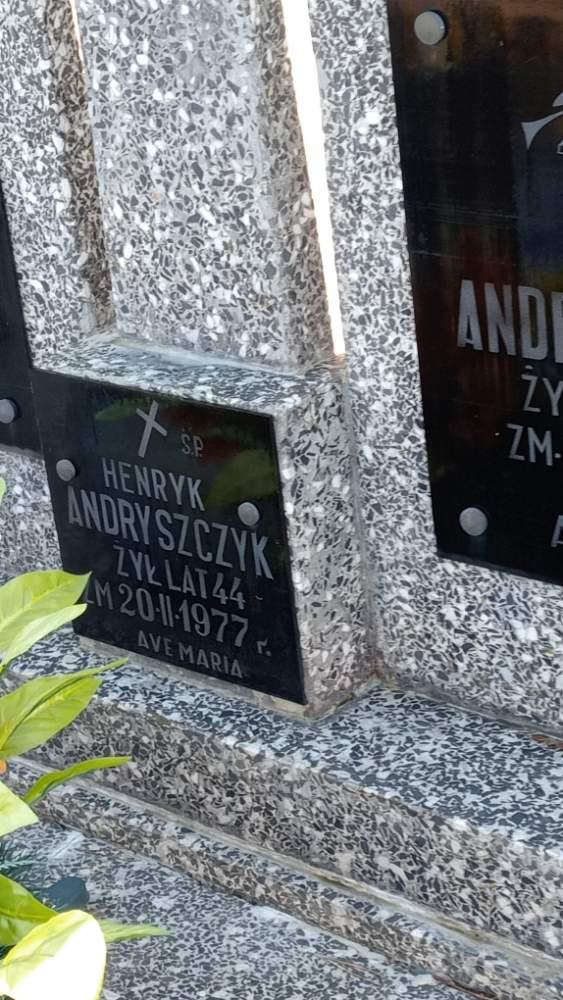 Ś.P.
HENRYK
ANDRYSZCZYK
ŻYŁ LAT 44
ZM 20·II·1977 r.
AVE MARIA